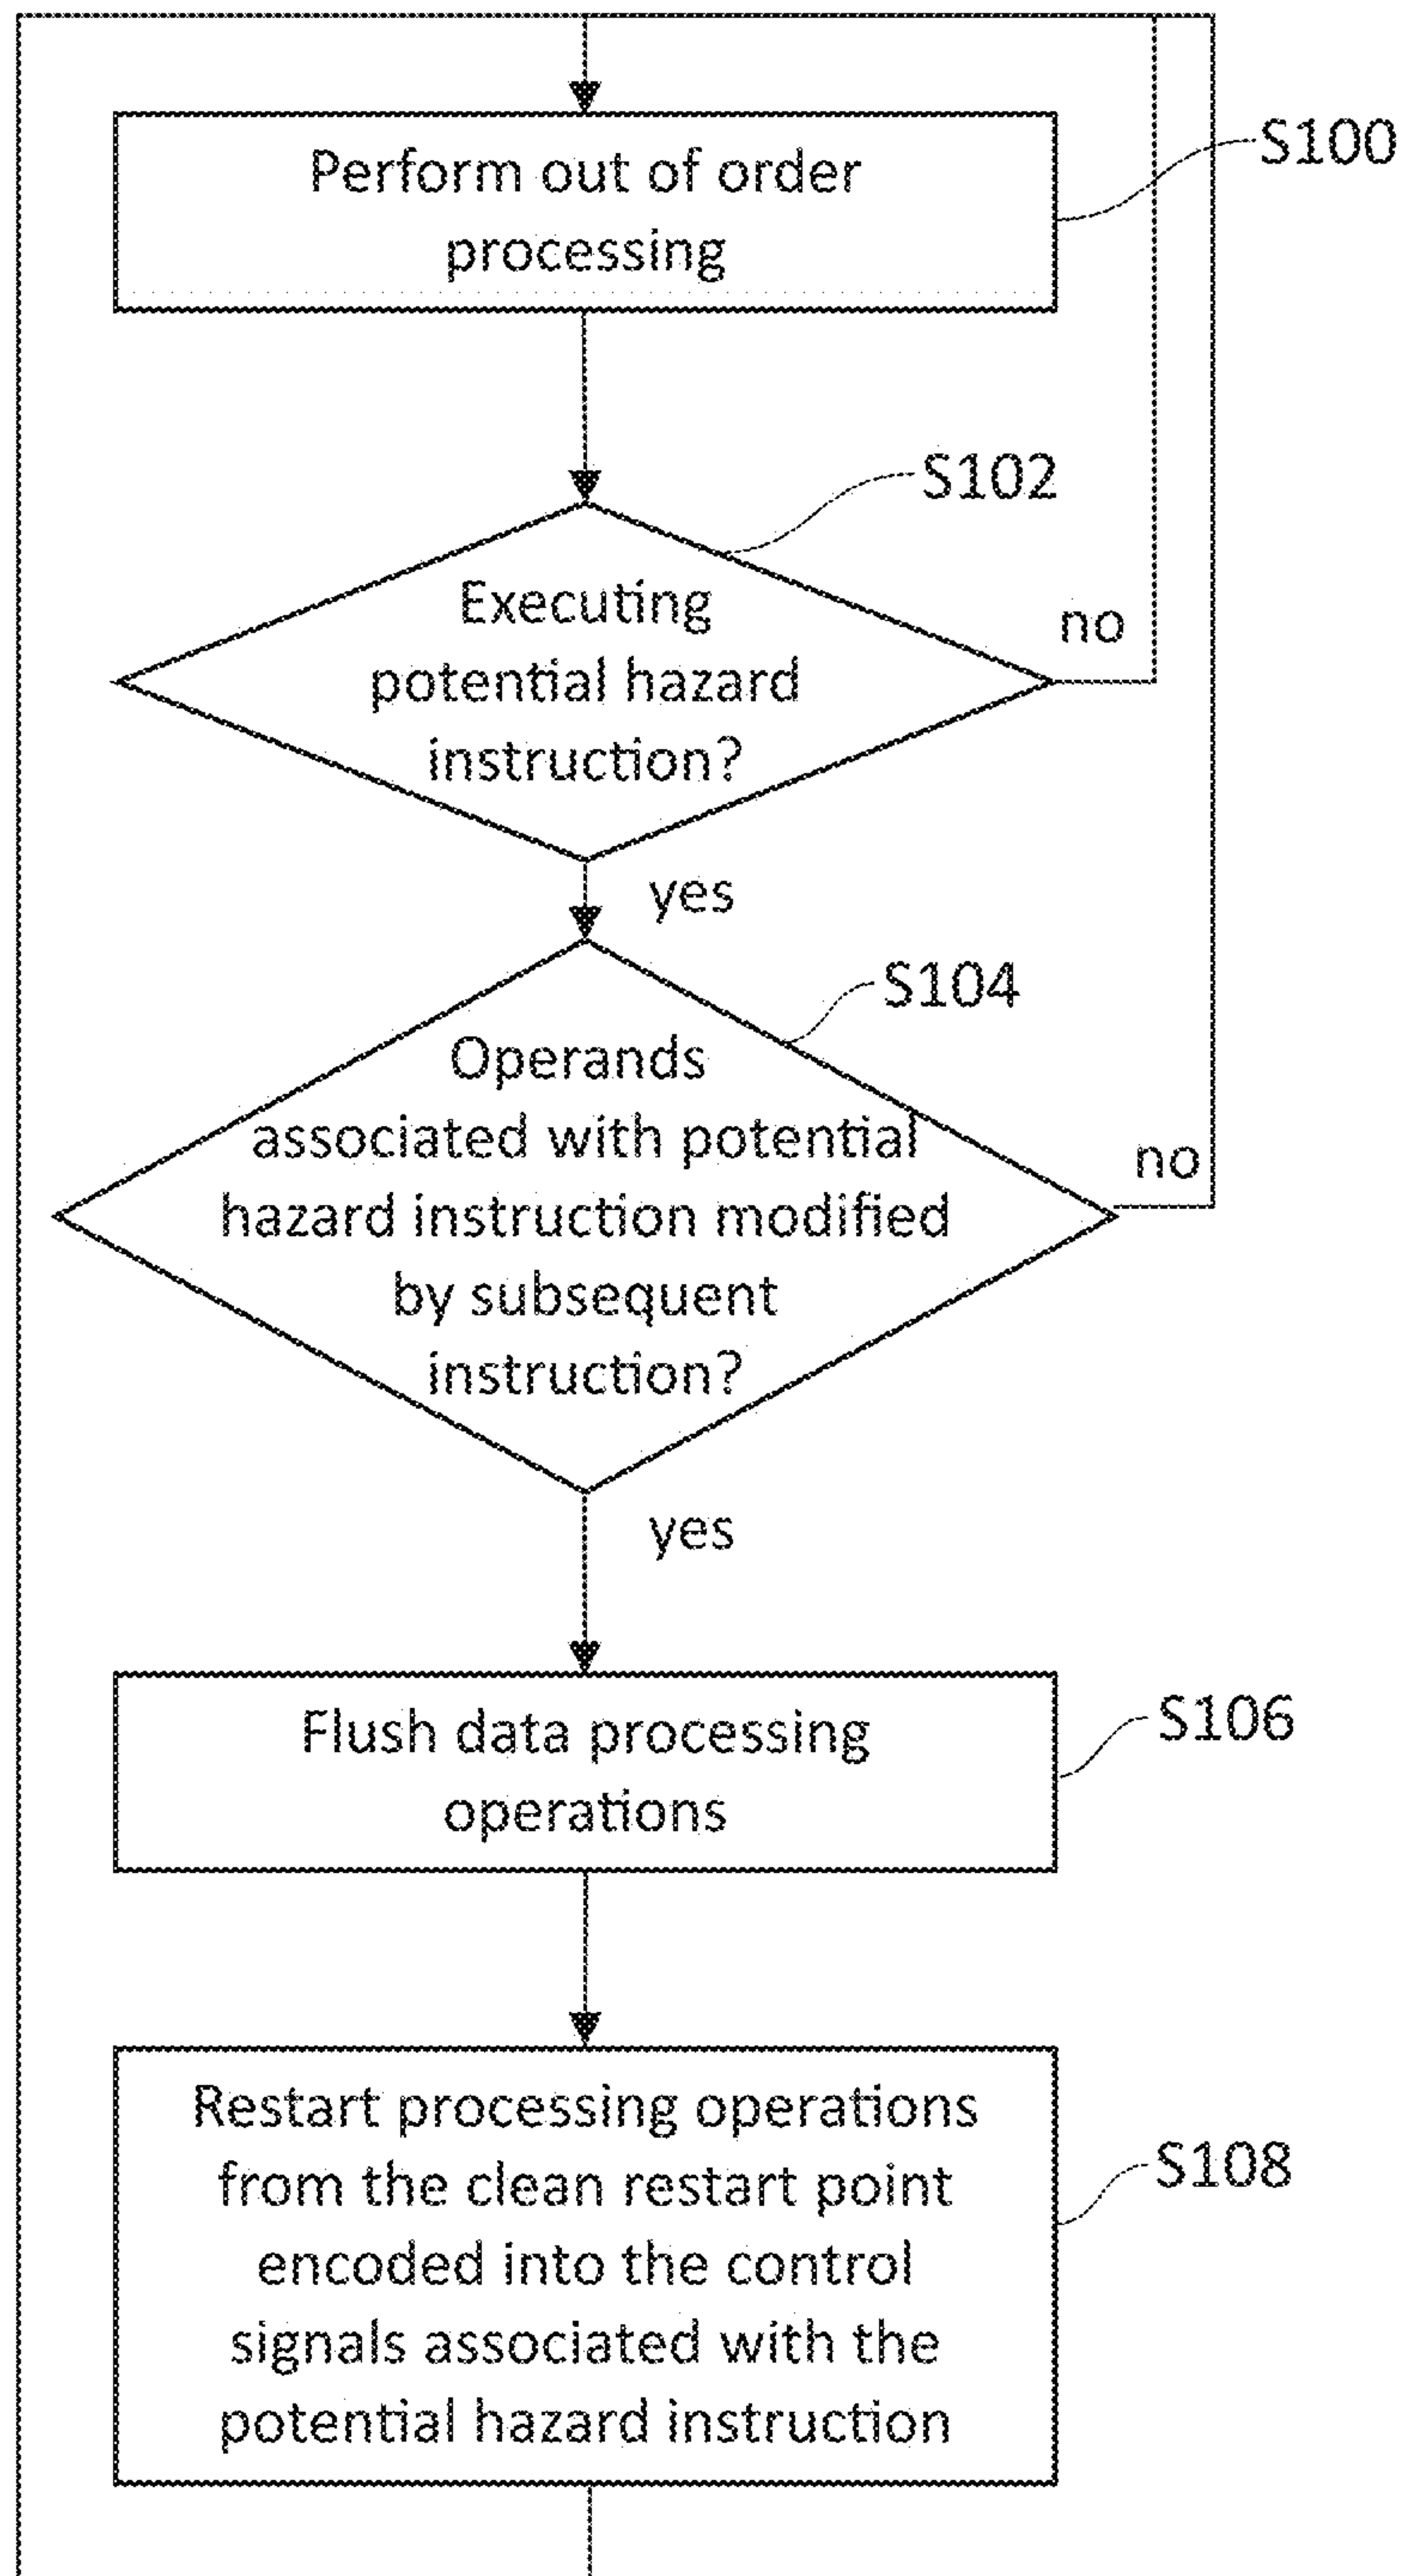 Perform out of order
processing
S100
S102
Executing
potential hazard
instruction?
no
yes
S104
Operands
associated with potential
hazard instruction modified
by subsequent
instruction?
no
yes
Flush data processing
operations
S106
Restart processing operations
from the clean restart point
encoded into the control
signals associated with the
potential hazard instruction
S108